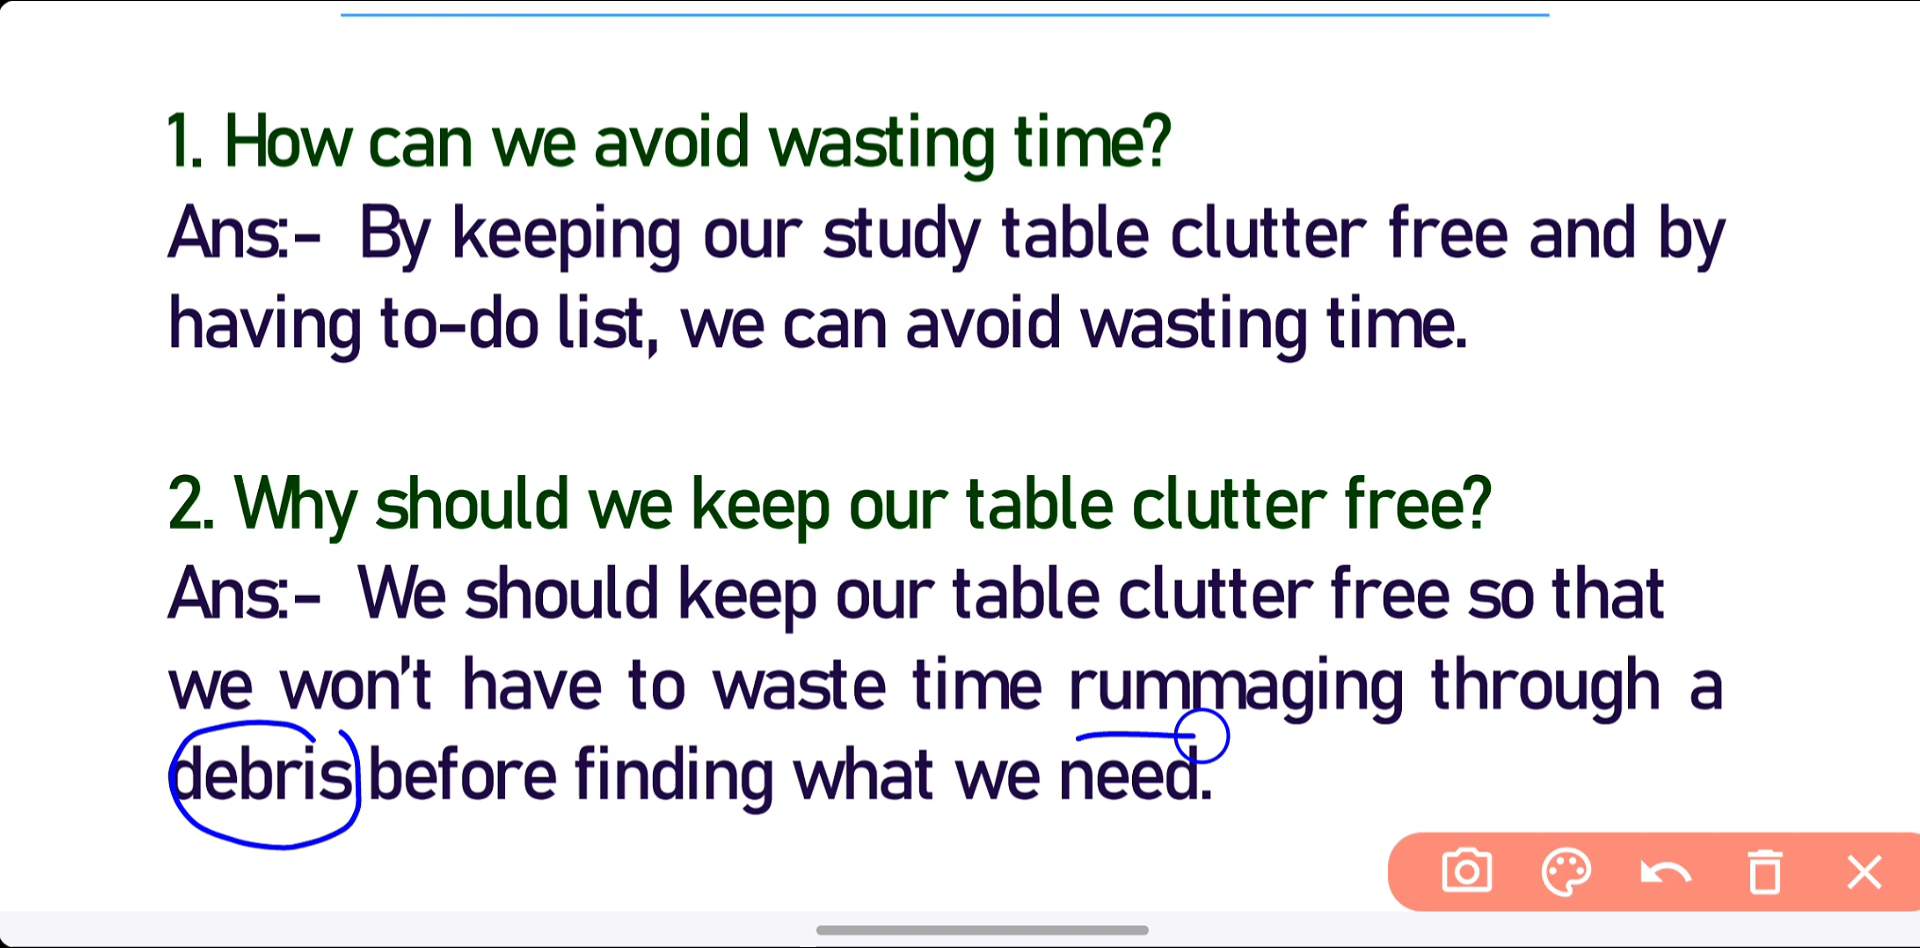 1. How can we avoid wasting time?
Ans:- By keeping our study table clutter free and by
having to-do list, we can avoid wasting time.
2. Why should we keep our table clutter free?
Ans:- We should keep our table clutter free so that
we won't have to waste time rummaging through a
debris before finding what we need.